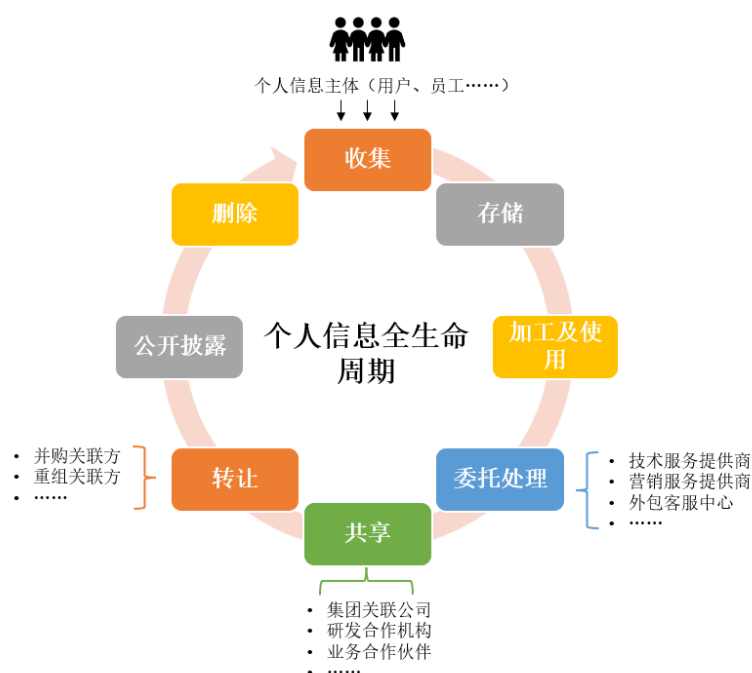 个人信息主体（用户、员工……）
收集
存储
加工及使
用
委托处理
• 技术服务提供商
• 营销服务提供商
• 外包客服中心
• ……
共享
• 集团关联公司
• 研发合作机构
• 业务合作伙伴
• ……
转让
• 并购关联方
• 重组关联方
• ……
公开披露
删除
个人信息全生命
周期